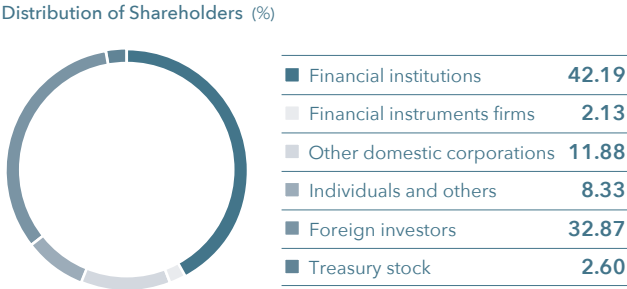 Distribution of Shareholders (%)
Financial institutions 42.19
Financial instruments firms 2.13
Other domestic corporations 11.88
Individuals and others 8.33
Foreign investors 32.87
Treasury stock 2.60